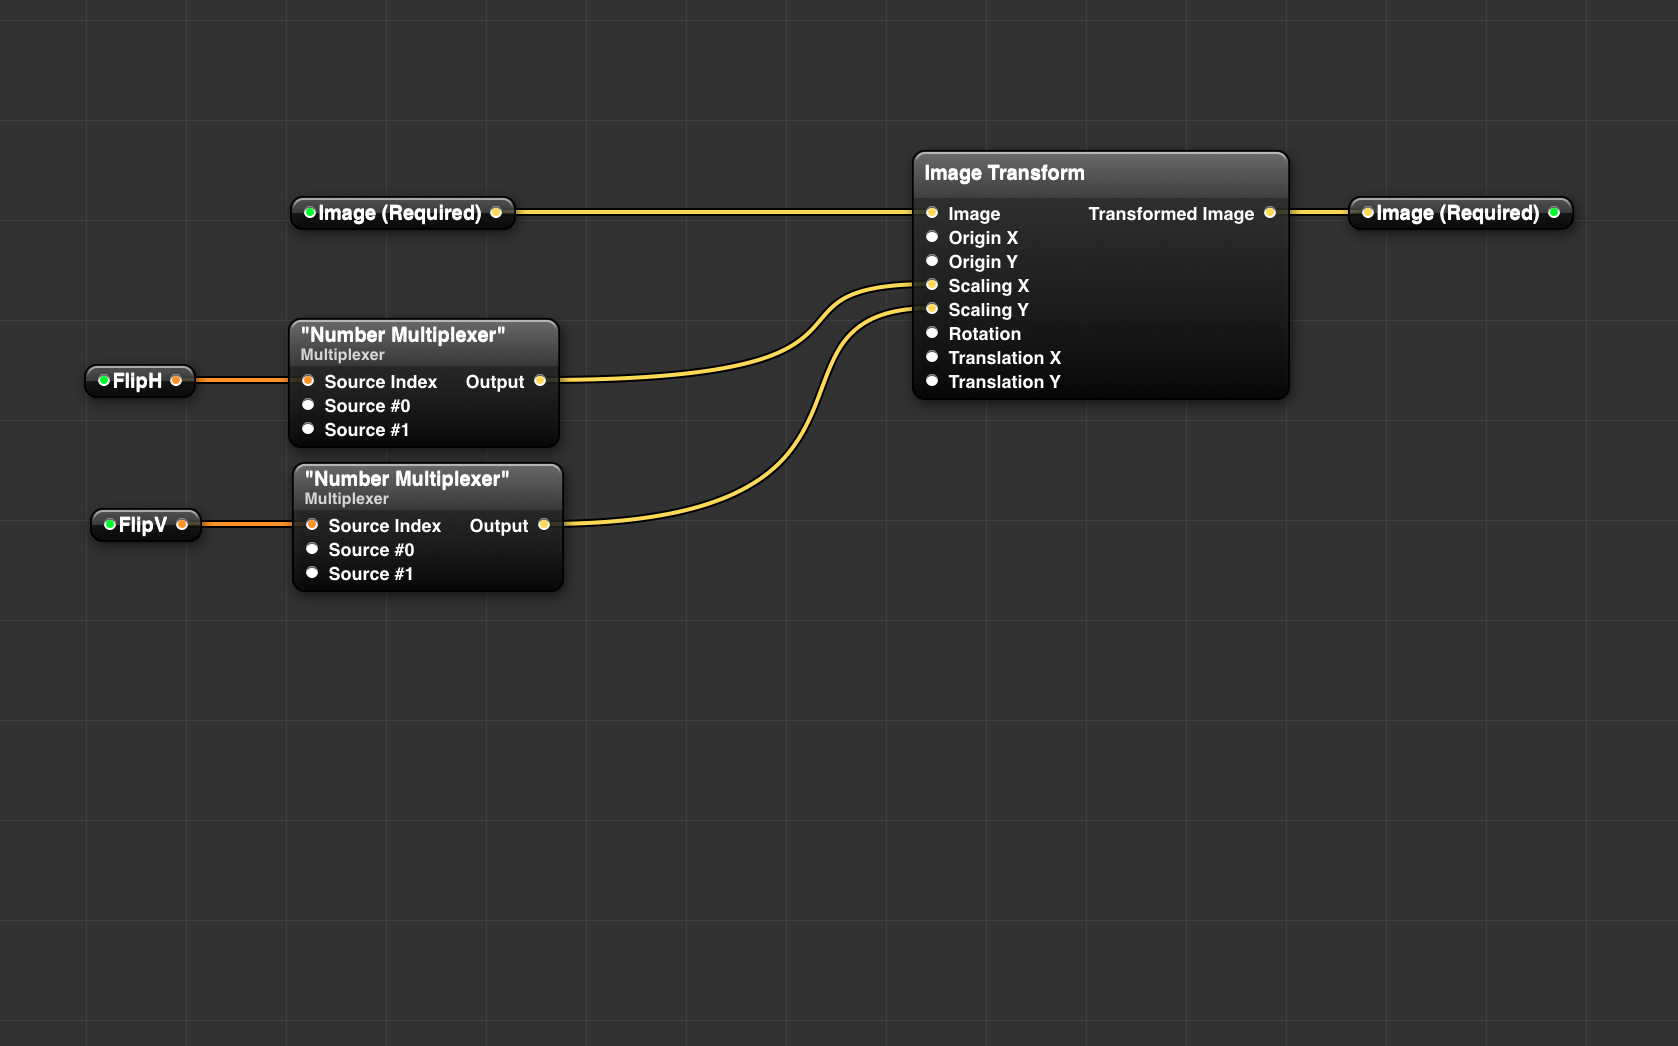 Image Transform
Image (Required)
Image Transformed Image
Image (Required)
Origin X
Origin Y
Scaling X
Scaling Y
Rotation
Translation X
Translation Y
"Number Multiplexer"
Multiplexer
FlipH
Source Index Output
Source #0
Source #1
"Number Multiplexer"
Multiplexer
FlipV
Source Index Output
Source #0
Source #1